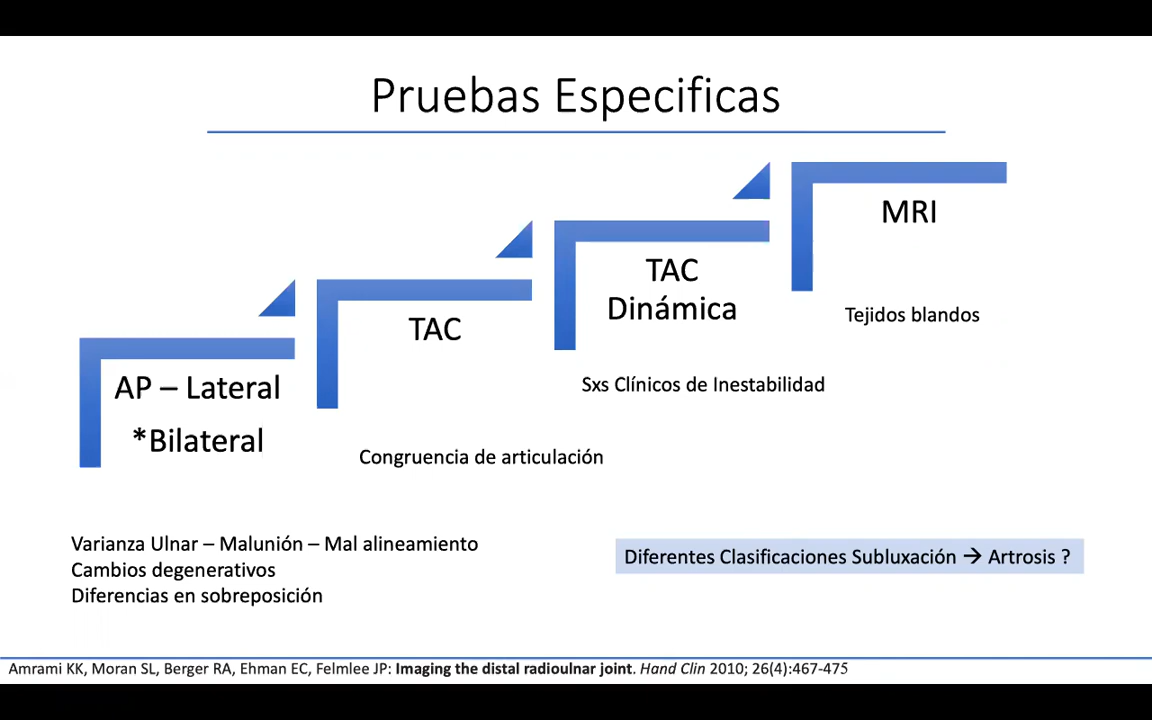 Pruebas Especificas
AP – Lateral
*Bilateral
TAC
TAC
Dinámica
MRI
Tejidos blandos
Sxs Clínicos de Inestabilidad
Congruencia de articulación
Varianza Ulnar – Malunión – Mal alineamiento
Cambios degenerativos
Diferencias en sobreposición
Diferentes Clasificaciones Subluxación → Artrosis ?
Amrami KK, Moran SL, Berger RA, Ehman EC, Felmlee JP: Imaging the distal radioulnar joint. Hand Clin 2010; 26(4):467-475